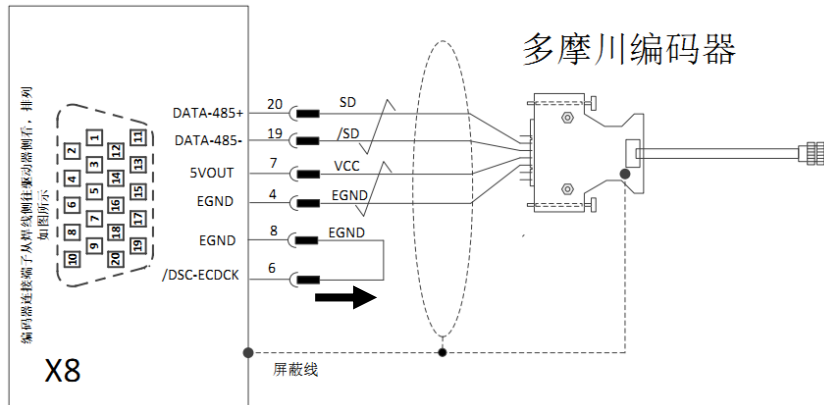 多摩川编码器
编码器连接端子从焊线侧往驱动器侧看，排列
如图所示
1
11
2
12
3
13
4
14
5
15
6
16
7
17
8
18
9
19
10
20
DATA-485+ 20 SD
DATA-485- 19 /SD
5VOUT 7 VCC
EGND 4 EGND
EGND 8 EGND
/DSC-ECDCK 6
X8
屏蔽线